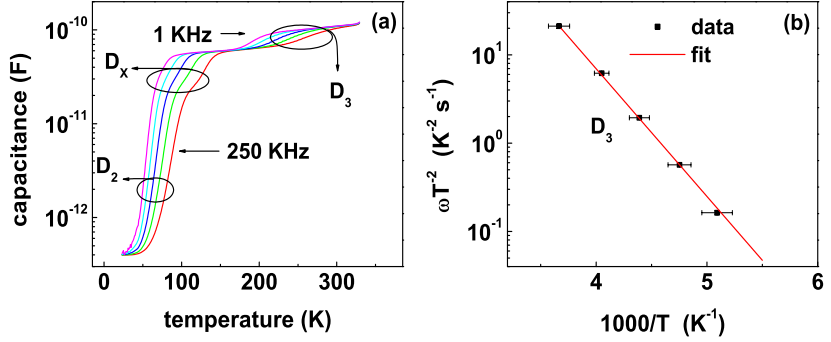 (a)
1 KHz
D_x
D_3
D_2
250 KHz
capacitance (F)
10^-10
10^-11
10^-12
0 100 200 300
temperature (K)
(b)
data
fit
D_3
ωT^-2 (K^-2 s^-1)
10^1
10^0
10^-1
4 5 6
1000/T (K^-1)